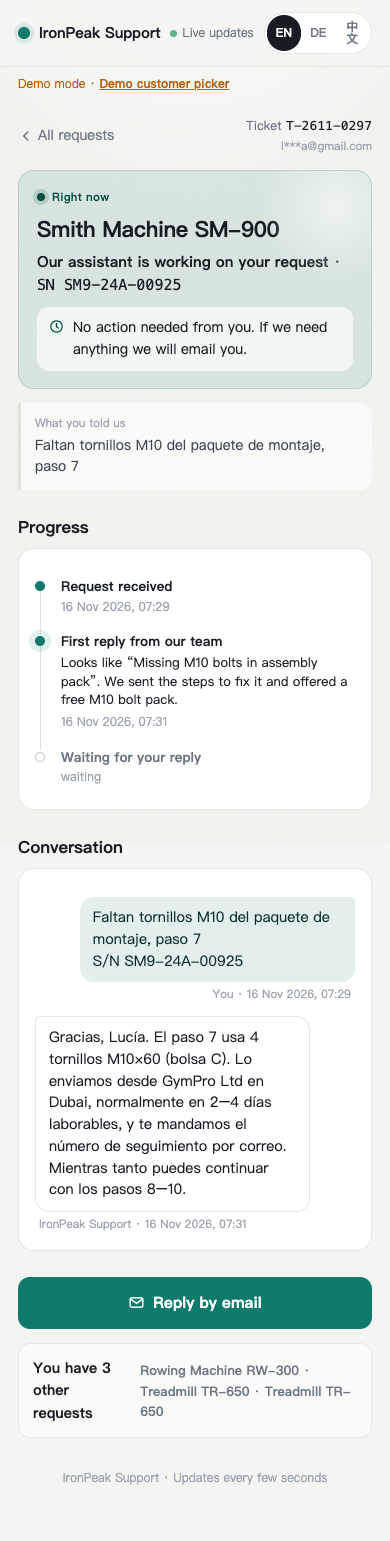 IronPeak Support
Live updates
EN
DE
中文
Demo mode · Demo customer picker
All requests
Ticket T-2611-0297
l***a@gmail.com
Right now
Smith Machine SM-900
Our assistant is working on your request ·
SN SM9-24A-00925
No action needed from you. If we need
anything we will email you.
What you told us
Faltan tornillos M10 del paquete de montaje,
paso 7
Progress
Request received
16 Nov 2026, 07:29
First reply from our team
Looks like “Missing M10 bolts in assembly
pack”. We sent the steps to fix it and offered a
free M10 bolt pack.
16 Nov 2026, 07:31
Waiting for your reply
waiting
Conversation
Faltan tornillos M10 del paquete de
montaje, paso 7
S/N SM9-24A-00925
You · 16 Nov 2026, 07:29
Gracias, Lucía. El paso 7 usa 4
tornillos M10×60 (bolsa C). Lo
enviamos desde GymPro Ltd en
Dubai, normalmente en 2–4 días
laborables, y te mandamos el
número de seguimiento por correo.
Mientras tanto puedes continuar
con los pasos 8–10.
IronPeak Support · 16 Nov 2026, 07:31
Reply by email
You have 3
other
requests
Rowing Machine RW-300 ·
Treadmill TR-650 · Treadmill TR-
650
IronPeak Support · Updates every few seconds